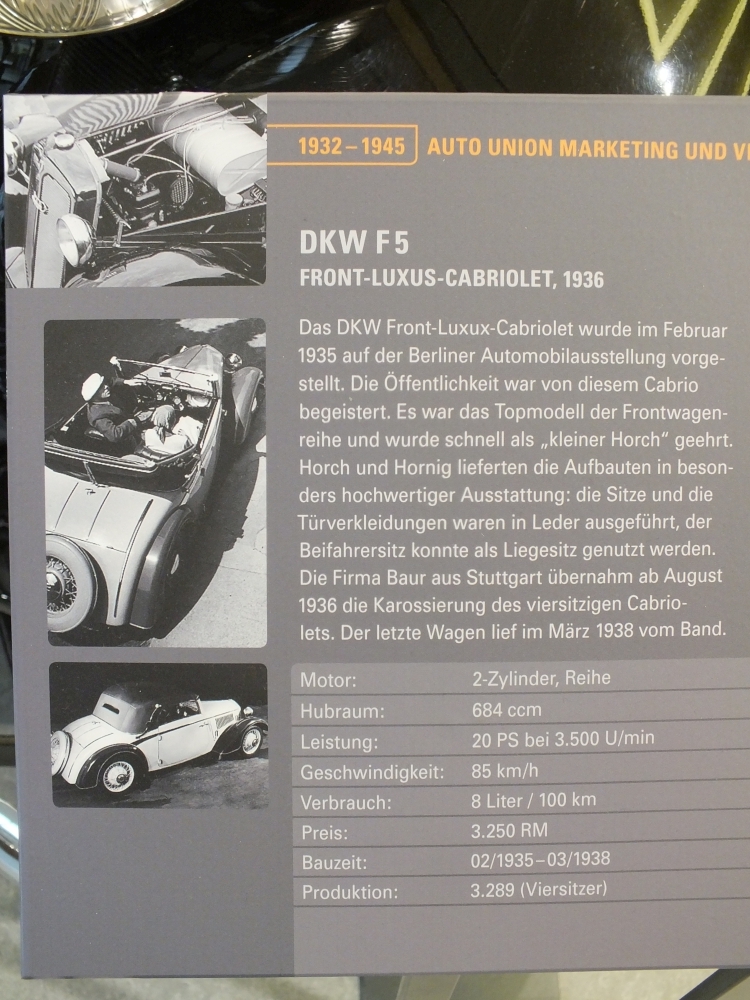 1932–1945 AUTO UNION MARKETING UND
DKW F 5
FRONT-LUXUS-CABRIOLET, 1936
Das DKW Front-Luxux-Cabriolet wurde im Februar
1935 auf der Berliner Automobilausstellung vorge-
stellt. Die Öffentlichkeit war von diesem Cabrio
begeistert. Es war das Topmodell der Frontwagen-
reihe und wurde schnell als „kleiner Horch“ geehrt.
Horch und Hornig lieferten die Aufbauten in beson-
ders hochwertiger Ausstattung: die Sitze und die
Türverkleidungen waren in Leder ausgeführt, der
Beifahrersitz konnte als Liegesitz genutzt werden.
Die Firma Baur aus Stuttgart übernahm ab August
1936 die Karossierung des viersitzigen Cabrio-
lets. Der letzte Wagen lief im März 1938 vom Band.
Motor: 2-Zylinder, Reihe
Hubraum: 684 ccm
Leistung: 20 PS bei 3.500 U/min
Geschwindigkeit: 85 km/h
Verbrauch: 8 Liter / 100 km
Preis: 3.250 RM
Bauzeit: 02/1935–03/1938
Produktion: 3.289 (Viersitzer)